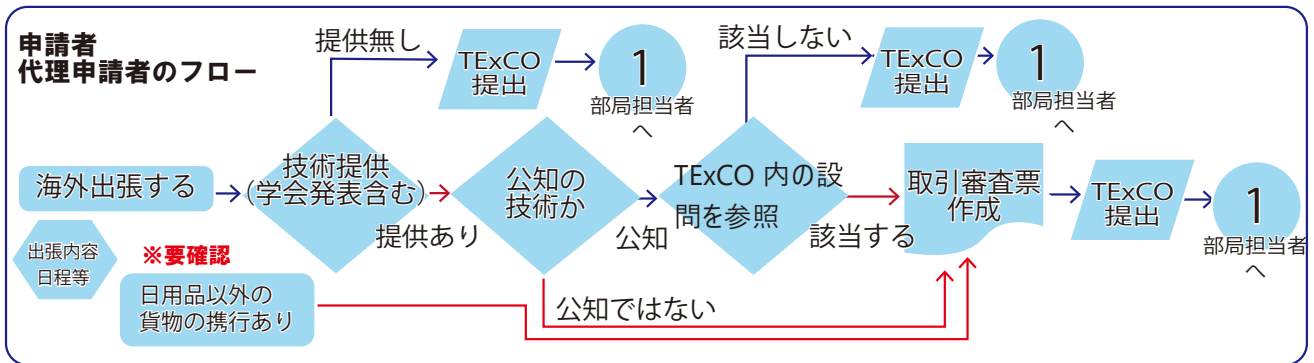 申請者
代理申請者のフロー
提供無し
TExCO
提出
1
部局担当者
へ
該当しない
TExCO
提出
1
部局担当者
へ
海外出張する
技術提供
(学会発表含む)
提供あり
公知の
技術か
公知
TExCO 内の設
問を参照
該当する
取引審査票
作成
TExCO
提出
1
部局担当者
へ
出張内容
日程等
※要確認
日用品以外の
貨物の携行あり
公知ではない